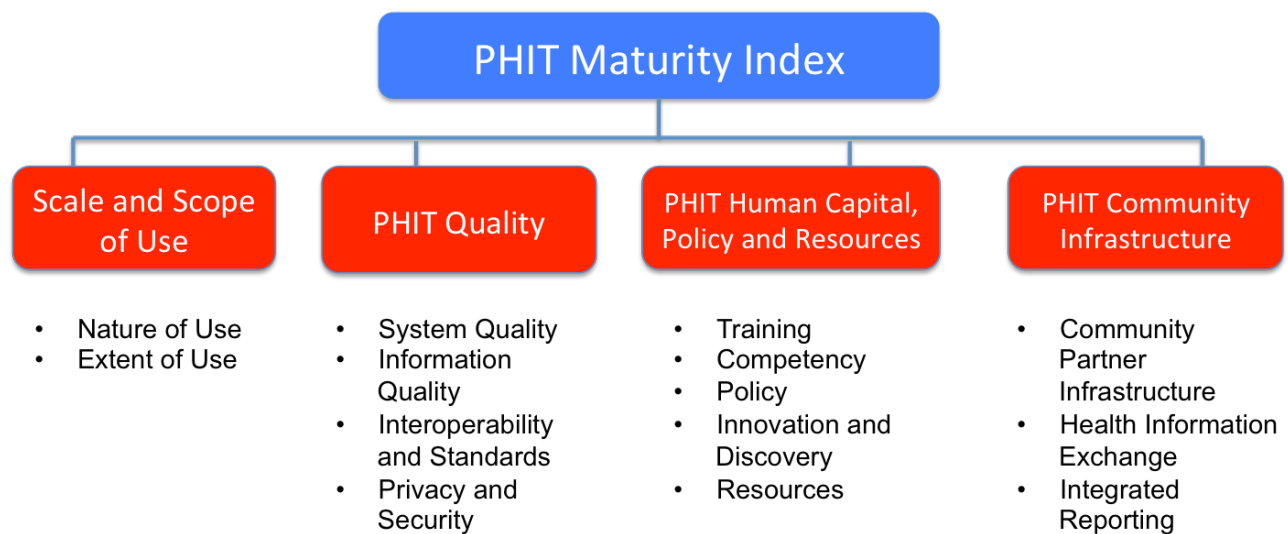 PHIT Maturity Index
Scale and Scope
of Use
PHIT Quality
PHIT Human Capital,
Policy and Resources
PHIT Community
Infrastructure
• Nature of Use
• Extent of Use
• System Quality
• Information
Quality
• Interoperability
and Standards
• Privacy and
Security
• Training
• Competency
• Policy
• Innovation and
Discovery
• Resources
• Community
Partner
Infrastructure
• Health Information
Exchange
• Integrated
Reporting